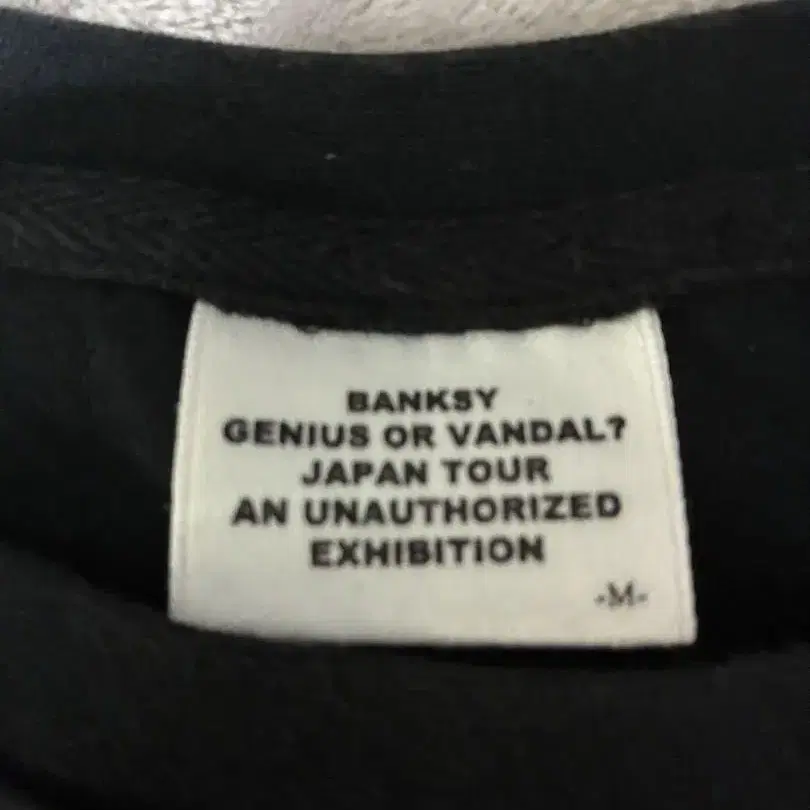 BANKSY
GENIUS OR VANDAL?
JAPAN TOUR
AN UNAUTHORIZED
EXHIBITION
-M-